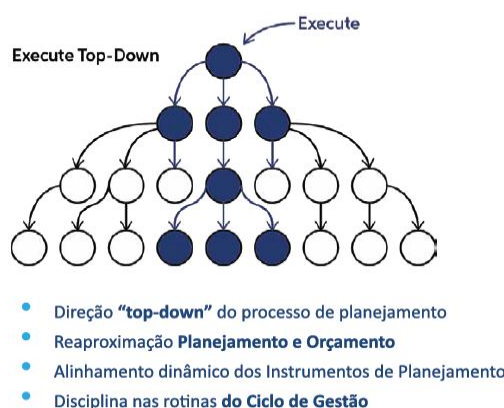 Execute
Execute Top-Down
Direção “top-down” do processo de planejamento
Reaproximação Planejamento e Orçamento
Alinhamento dinâmico dos Instrumentos de Planejamento
Disciplina nas rotinas do Ciclo de Gestão